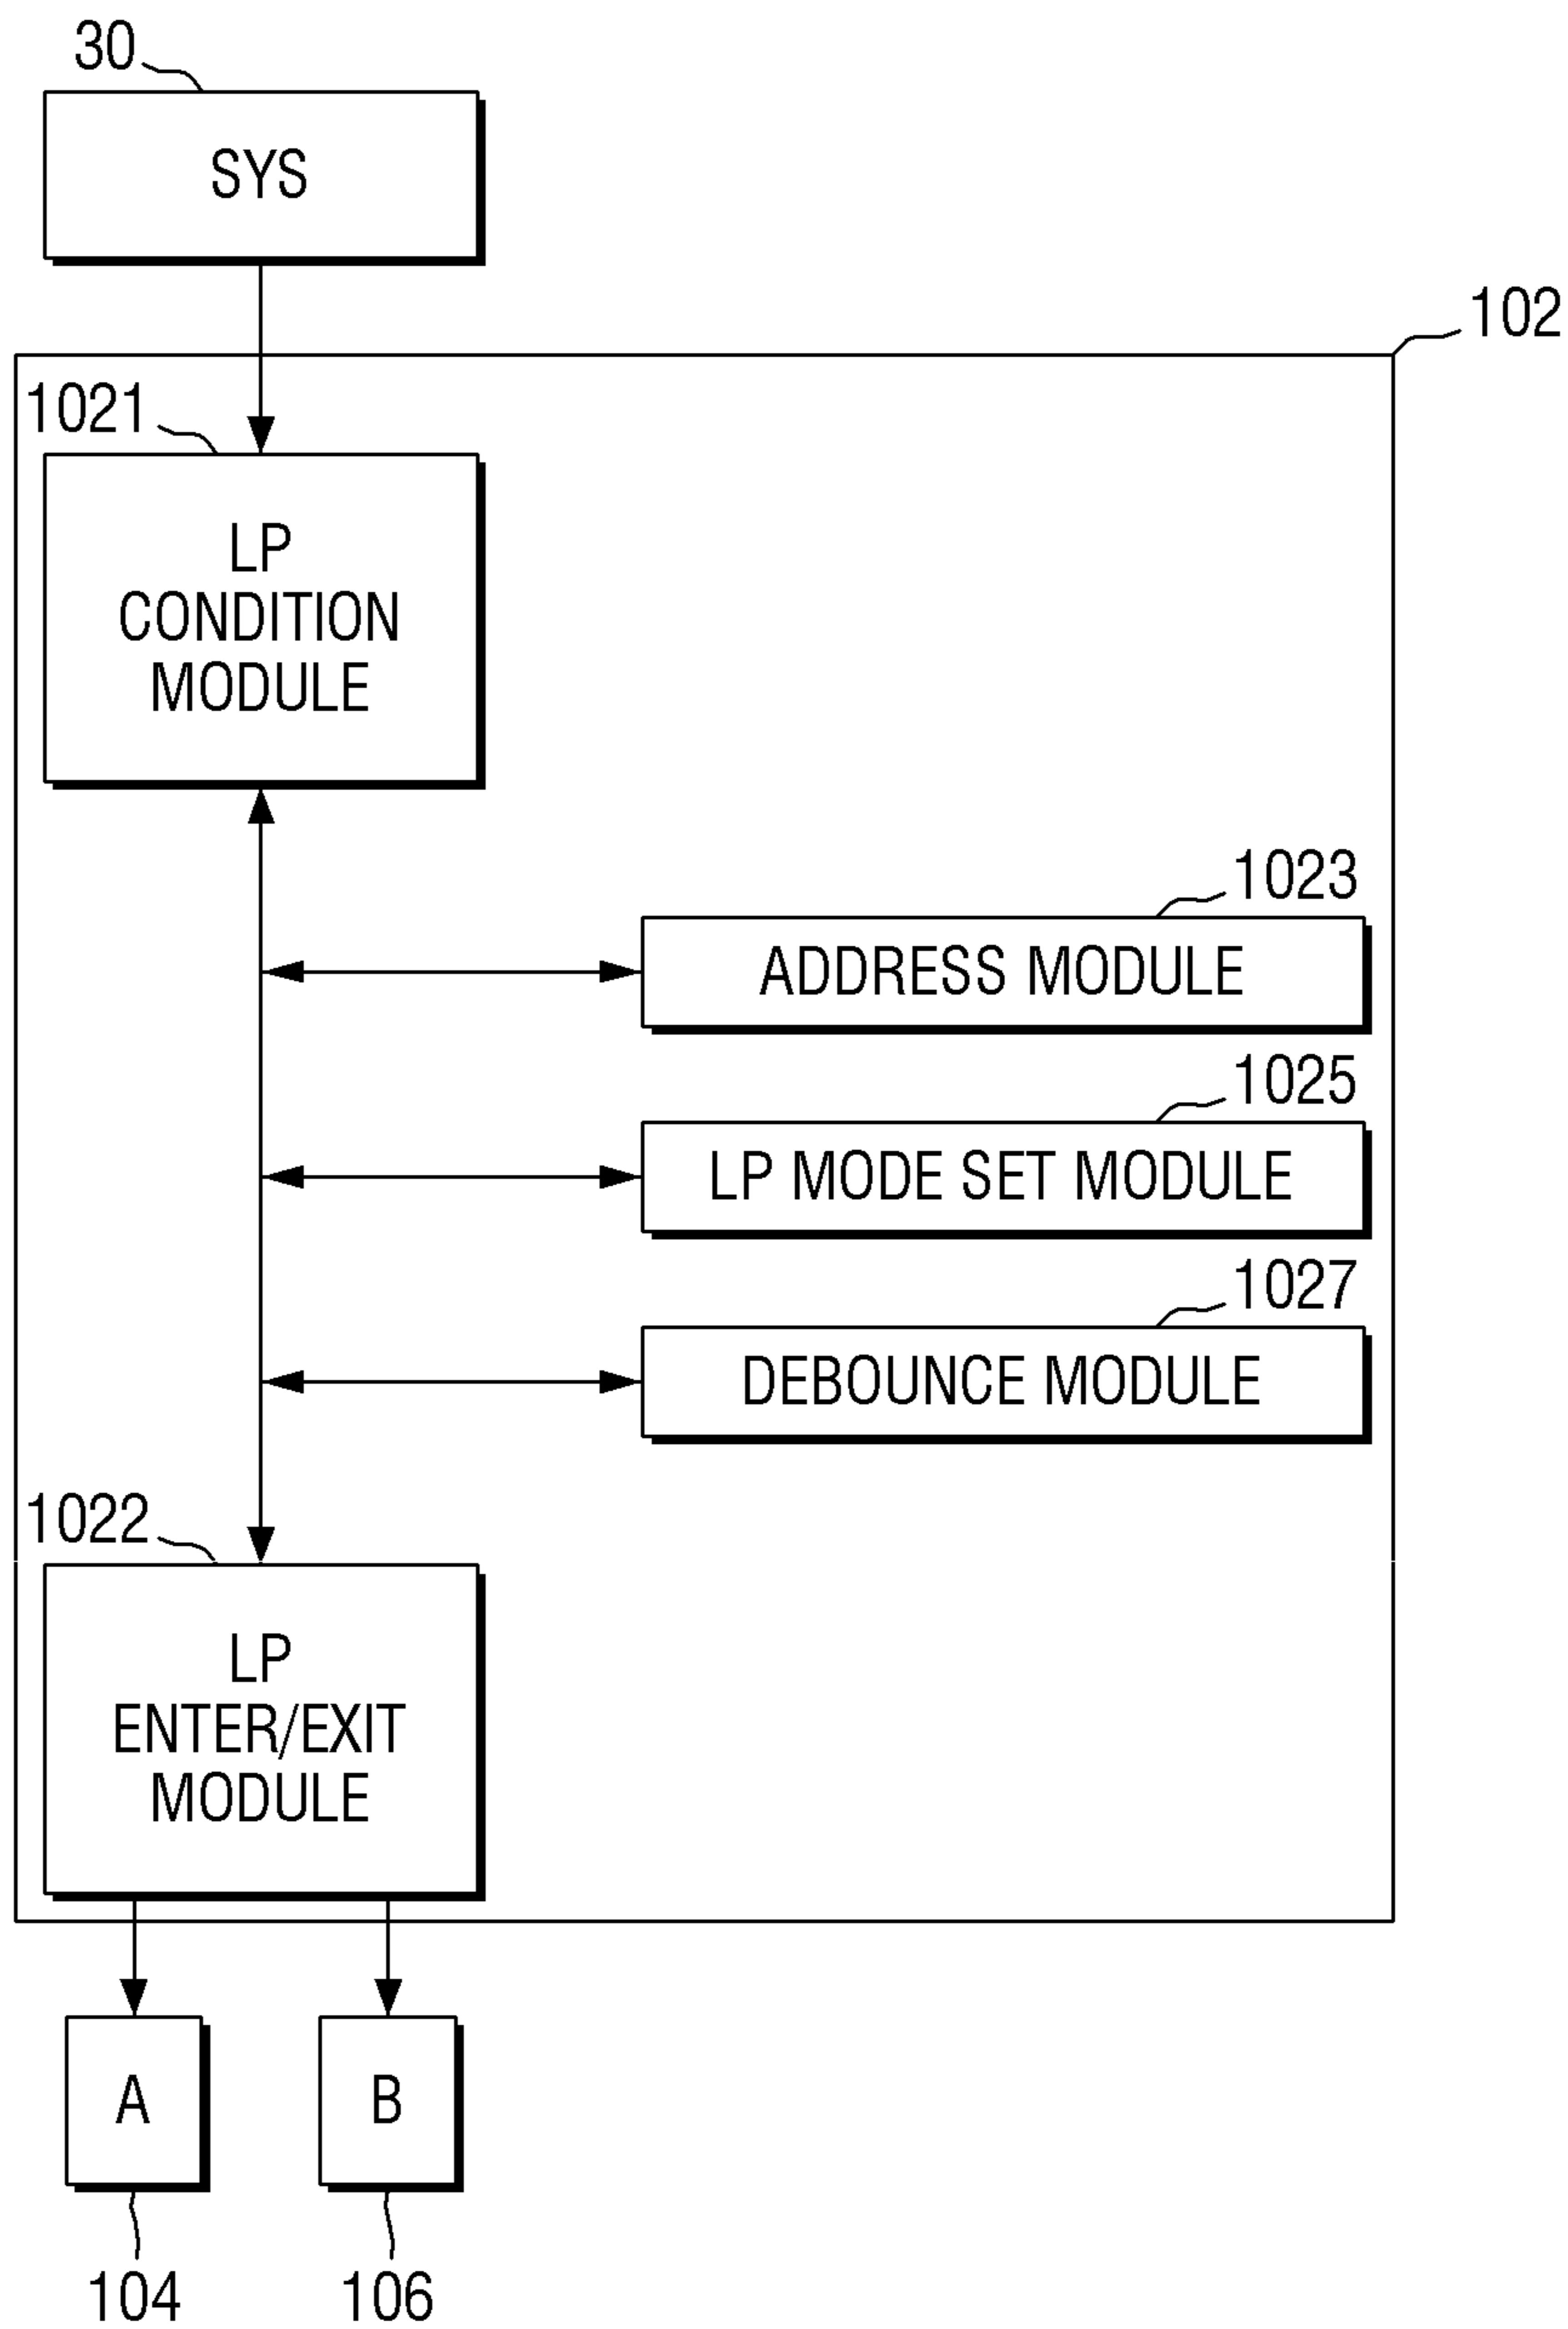 30
SYS
102
1021
LP
CONDITION
MODULE
1023
ADDRESS MODULE
1025
LP MODE SET MODULE
1027
DEBOUNCE MODULE
1022
LP
ENTER/EXIT
MODULE
A
B
104
106